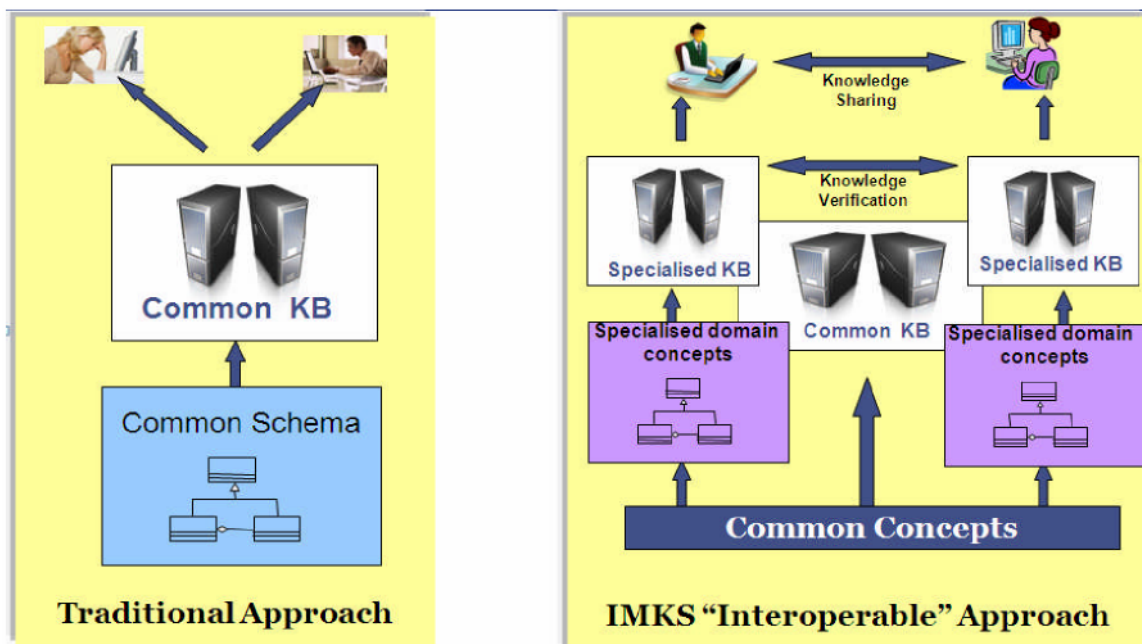 Common KB
Common Schema
Traditional Approach
Knowledge
Sharing
Knowledge
Verification
Specialised KB
Specialised KB
Common KB
Specialised domain
concepts
Specialised domain
concepts
Common Concepts
IMKS “Interoperable” Approach